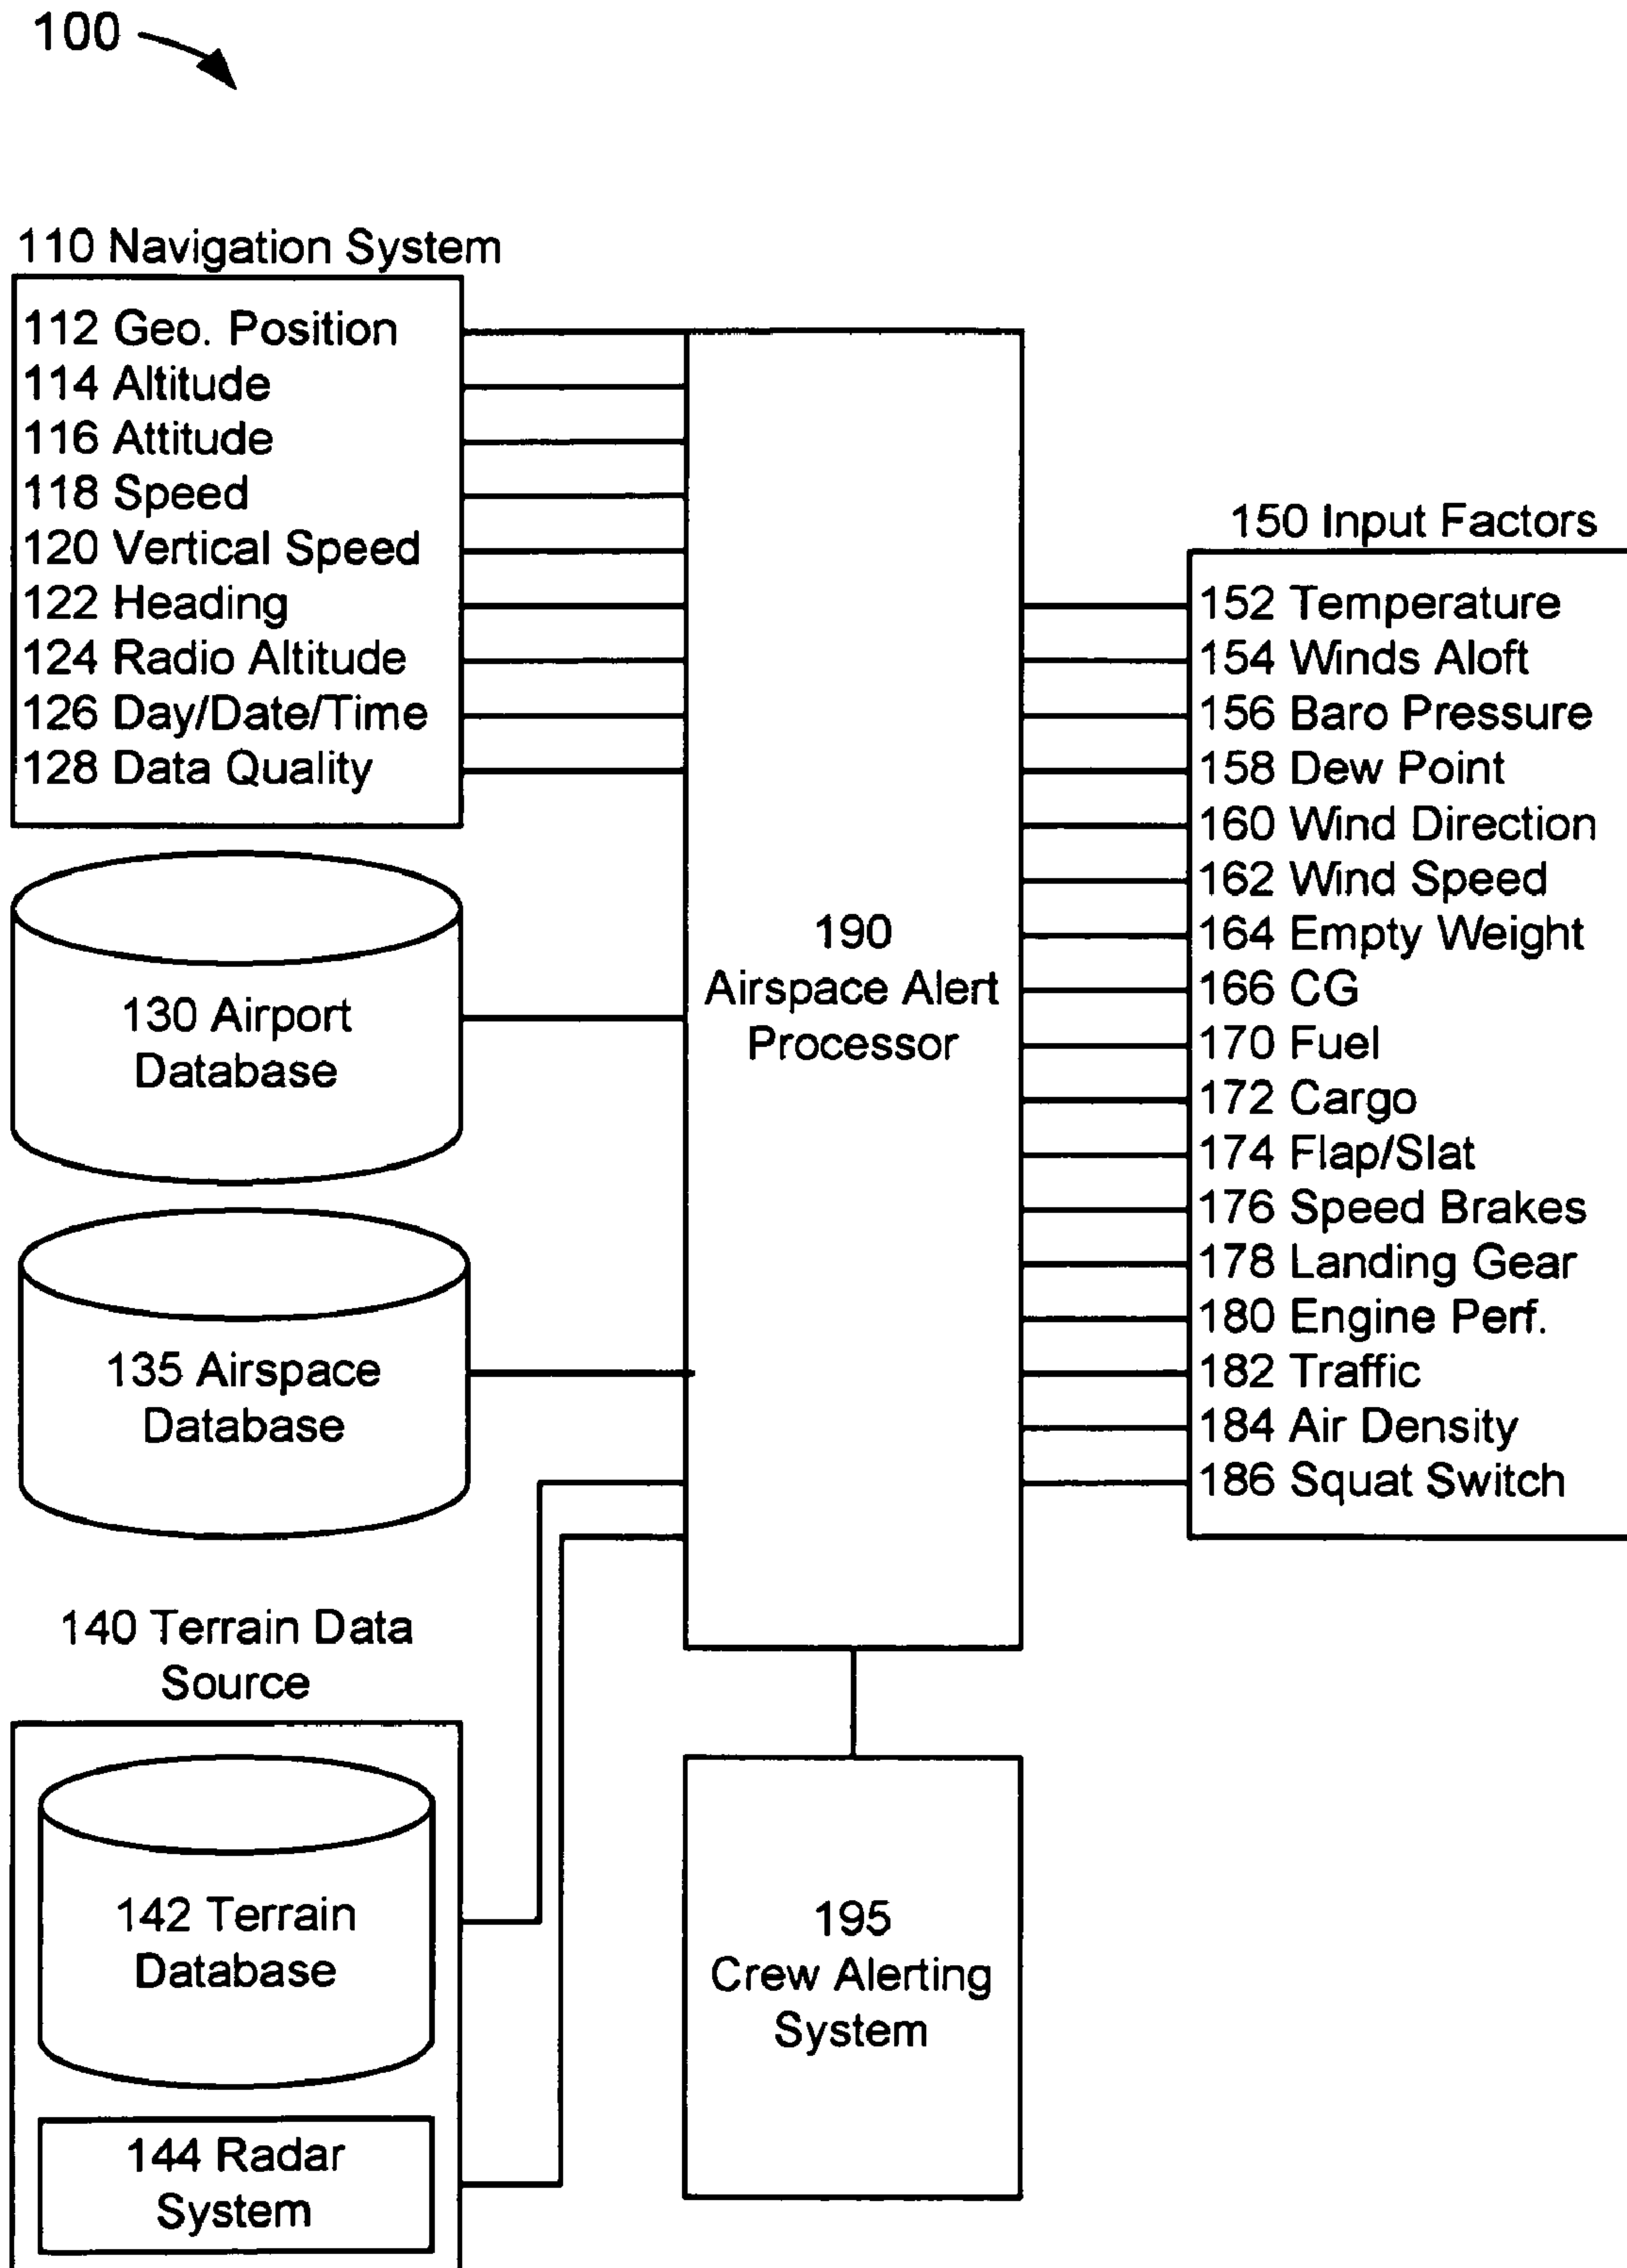 100
110 Navigation System
112 Geo. Position
114 Altitude
116 Attitude
118 Speed
120 Vertical Speed
122 Heading
124 Radio Altitude
126 Day/Date/Time
128 Data Quality
130 Airport
Database
135 Airspace
Database
140 Terrain Data
Source
142 Terrain
Database
144 Radar
System
190
Airspace Alert
Processor
195
Crew Alerting
System
150 Input Factors
152 Temperature
154 Winds Aloft
156 Baro Pressure
158 Dew Point
160 Wind Direction
162 Wind Speed
164 Empty Weight
166 CG
170 Fuel
172 Cargo
174 Flap/Slat
176 Speed Brakes
178 Landing Gear
180 Engine Perf.
182 Traffic
184 Air Density
186 Squat Switch